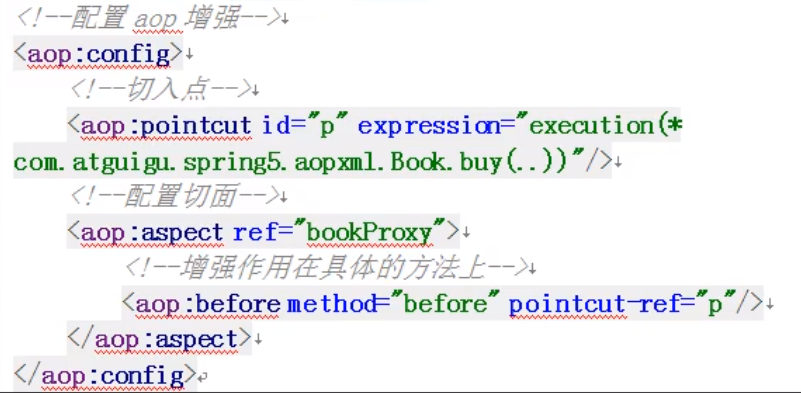 <!--配置 aop 增强-->
<aop:config>
<!--切入点-->
<aop:pointcut id="p" expression="execution(*
com.atguigu.spring5.aopxml.Book.buy(..))"/>
<!--配置切面-->
<aop:aspect ref="bookProxy">
<!--增强作用在具体的方法上-->
<aop:before method="before" pointcut-ref="p"/>
</aop:aspect>
</aop:config>